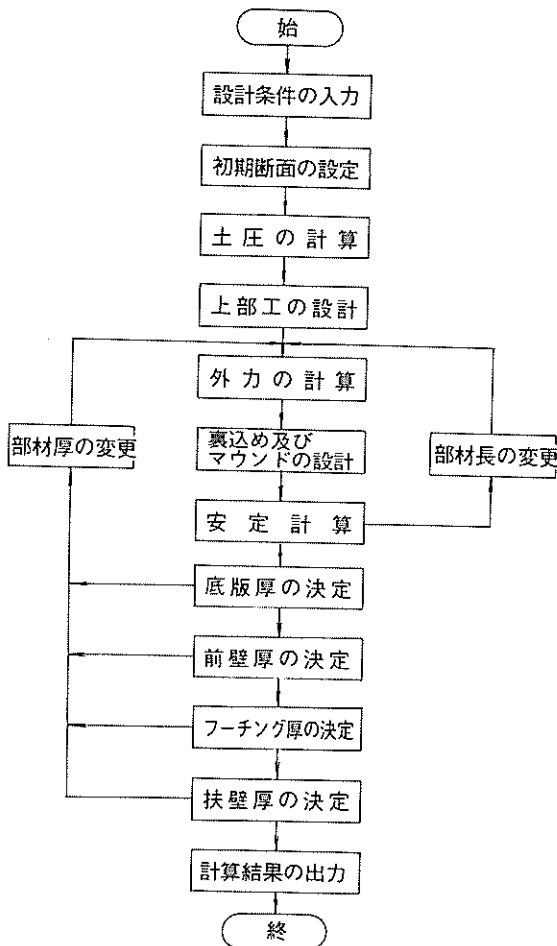 始
設計条件の入力
初期断面の設定
土圧の計算
上部工の設計
外力の計算
部材厚の変更
裏込め及び
マウンドの設計
部材長の変更
安定計算
底版厚の決定
前壁厚の決定
フーチング厚の決定
扶壁厚の決定
計算結果の出力
終